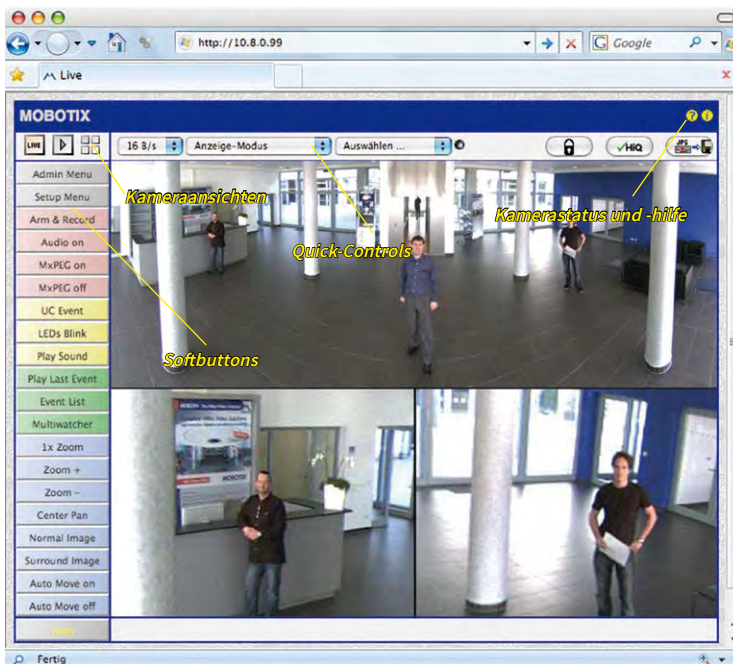 http://10.8.0.99
Google
Live
MOBOTIX
LIVE
16 B/s
Anzeige-Modus
Auswählen ...
HiQ
JPG
Admin Menu
Setup Menu
Arm & Record
Audio on
MxPEG on
MxPEG off
UC Event
LEDs Blink
Play Sound
Play Last Event
Event List
Multiwatcher
1x Zoom
Zoom +
Zoom -
Center Pan
Normal Image
Surround Image
Auto Move on
Auto Move off
Kameraansichten
Quick-Controls
Kamerastatus und -hilfe
Softbuttons
MOBOTIX
MOBOTIX
Fertig